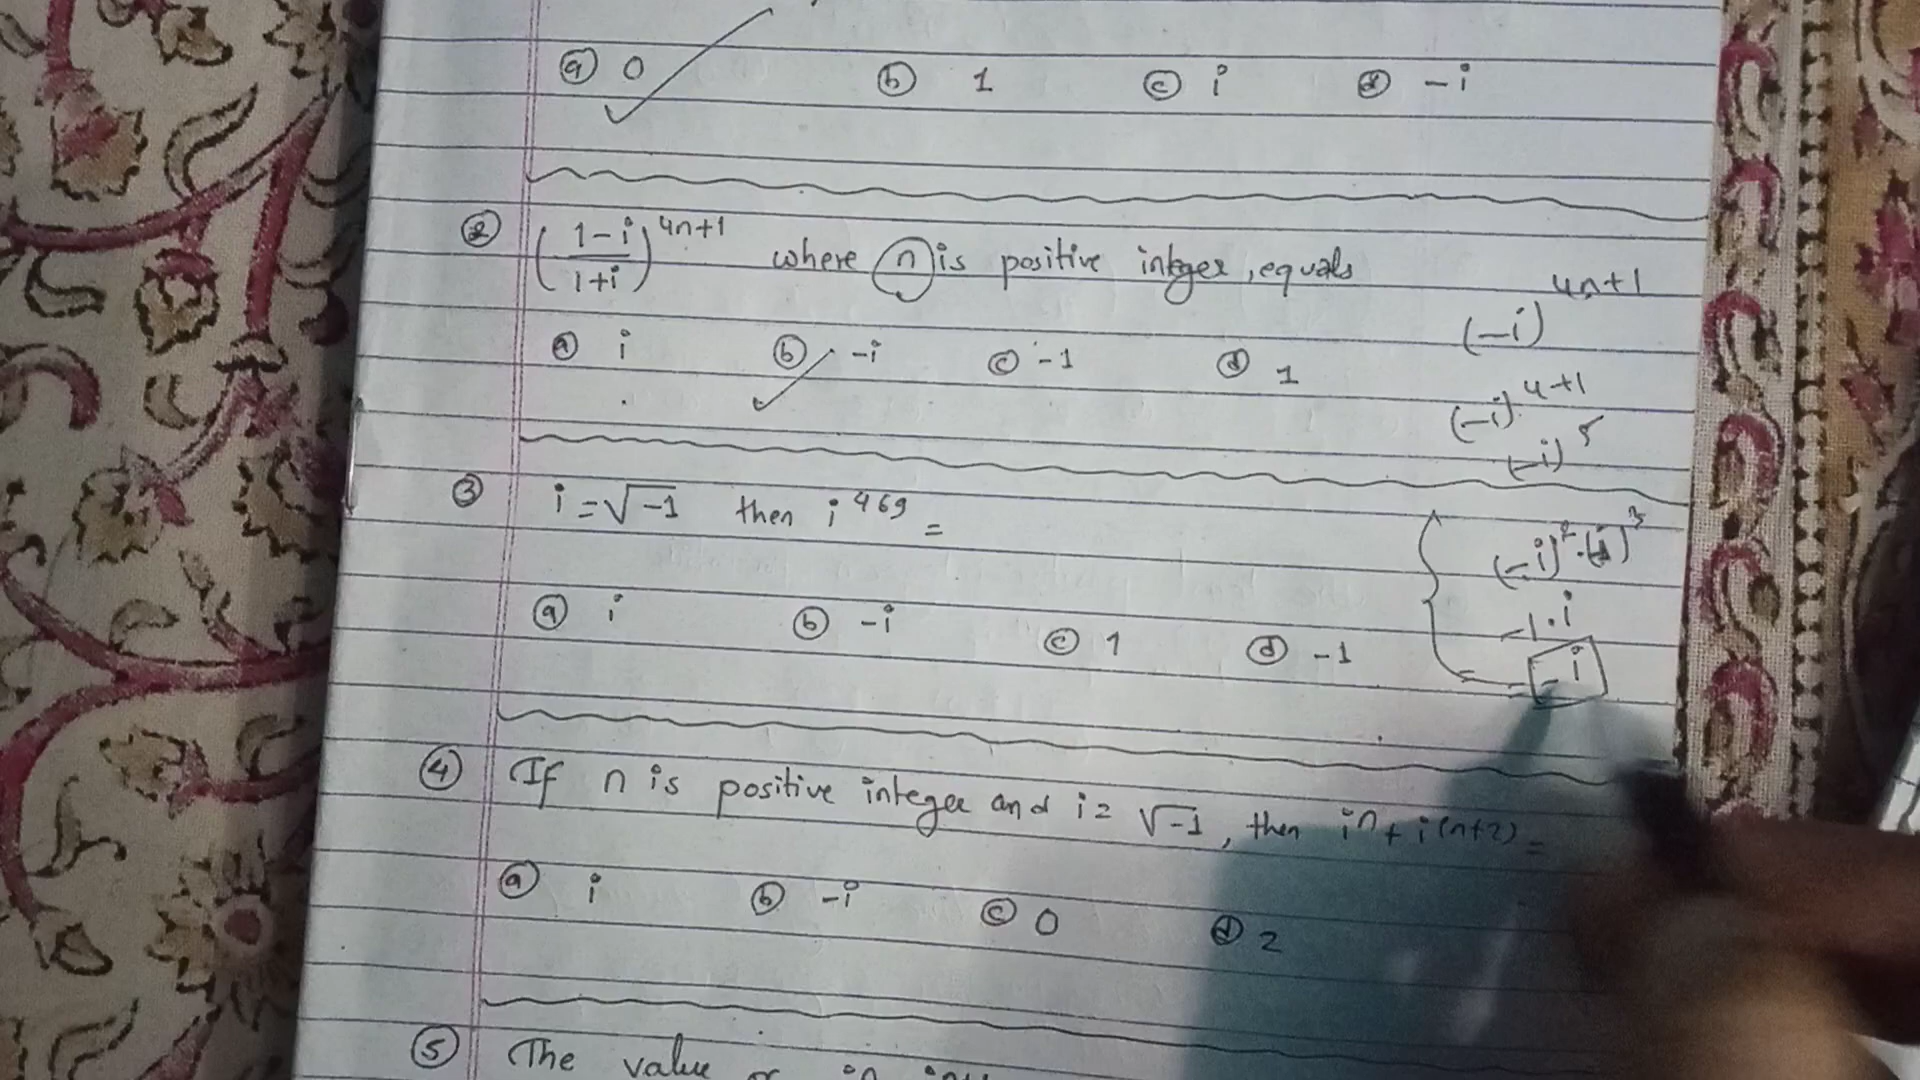 ⓐ 0 ⓑ 1 ⓒ i ⓓ -i
② ((1-i)/(1+i))^4n+1 where n is positive integer, equals
(-i)^4n+1
ⓐ i ⓑ -i ⓒ -1 ⓓ 1
(-i)^4+1
(-i)^5
③ i = √-1 then i^469 =
(-i)^2·(-i)^3
-1·i
ⓐ i ⓑ -i ⓒ 1 ⓓ -1
= -i
④ If n is positive integer and i = √-1, then i^n + i^(n+2) =
ⓐ i ⓑ -i ⓒ 0 ⓓ 2
⑤ The value